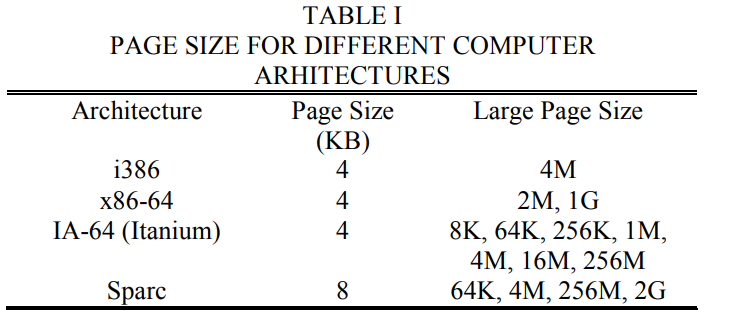 TABLE I
PAGE SIZE FOR DIFFERENT COMPUTER
ARHITECTURES
Architecture Page Size Large Page Size
(KB)
i386 4 4M
x86-64 4 2M, 1G
IA-64 (Itanium) 4 8K, 64K, 256K, 1M,
4M, 16M, 256M
Sparc 8 64K, 4M, 256M, 2G